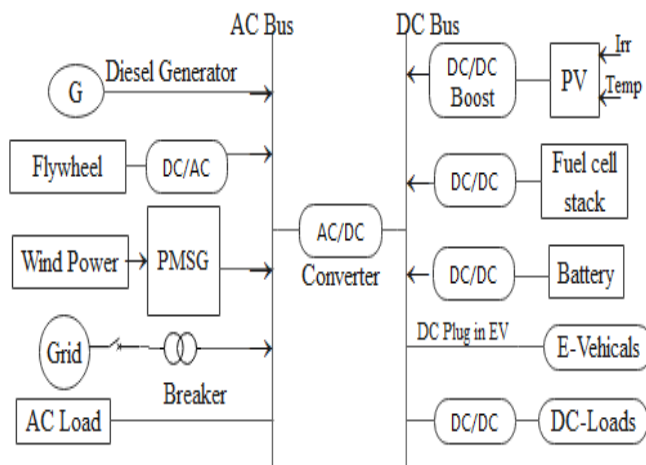 AC Bus
DC Bus
G
Diesel Generator
DC/DC
Boost
PV
Irr
Temp
Flywheel
DC/AC
DC/DC
Fuel cell
stack
Wind Power
PMSG
AC/DC
Converter
DC/DC
Battery
Grid
Breaker
DC Plug in EV
E-Vehicals
AC Load
DC/DC
DC-Loads